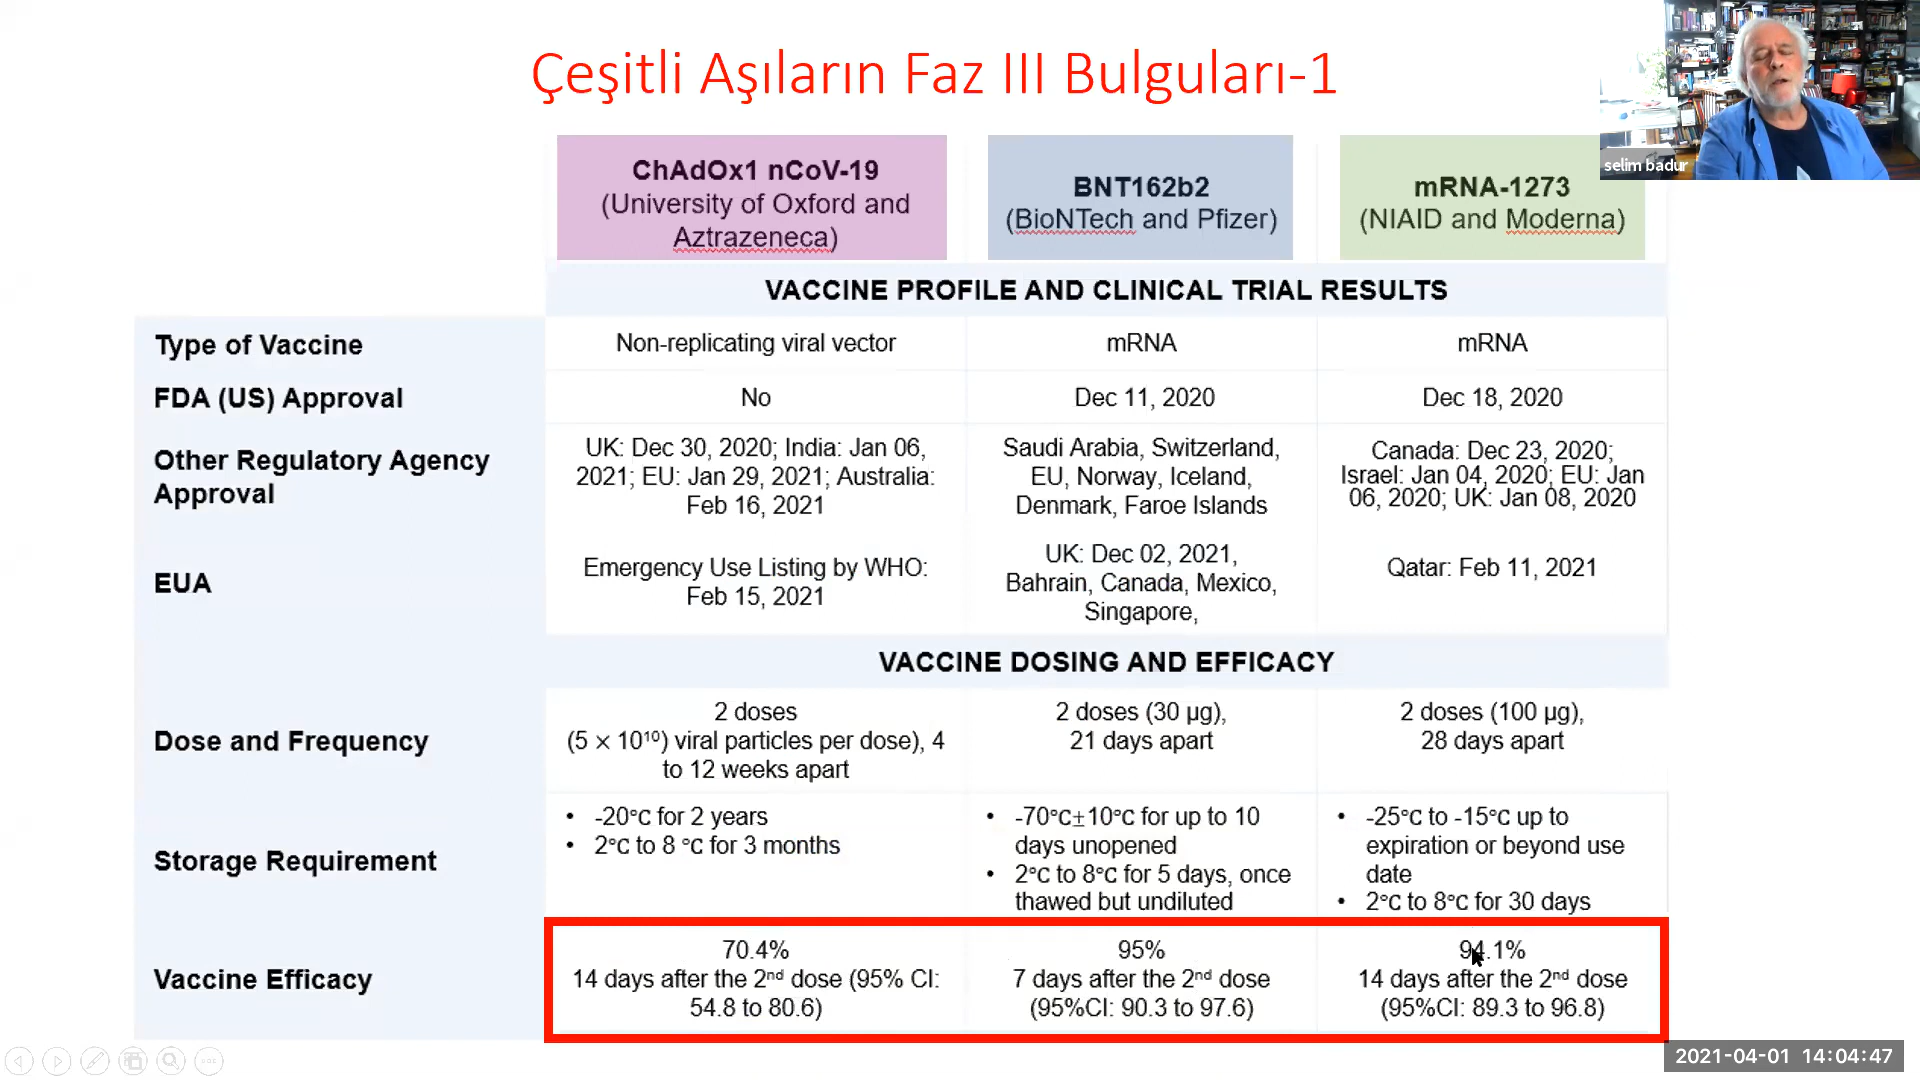 Çeşitli Aşıların Faz III Bulguları-1
selim badur
ChAdOx1 nCoV-19
(University of Oxford and
Aztrazeneca)
BNT162b2
(BioNTech and Pfizer)
mRNA-1273
(NIAID and Moderna)
VACCINE PROFILE AND CLINICAL TRIAL RESULTS
Type of Vaccine
Non-replicating viral vector
mRNA
mRNA
FDA (US) Approval
No
Dec 11, 2020
Dec 18, 2020
Other Regulatory Agency
Approval
UK: Dec 30, 2020; India: Jan 06,
2021; EU: Jan 29, 2021; Australia:
Feb 16, 2021
Saudi Arabia, Switzerland,
EU, Norway, Iceland,
Denmark, Faroe Islands
Canada: Dec 23, 2020;
Israel: Jan 04, 2020; EU: Jan
06, 2020; UK: Jan 08, 2020
EUA
Emergency Use Listing by WHO:
Feb 15, 2021
UK: Dec 02, 2021,
Bahrain, Canada, Mexico,
Singapore,
Qatar: Feb 11, 2021
VACCINE DOSING AND EFFICACY
Dose and Frequency
2 doses
(5 × 10¹⁰) viral particles per dose), 4
to 12 weeks apart
2 doses (30 µg),
21 days apart
2 doses (100 µg),
28 days apart
Storage Requirement
• -20℃ for 2 years
• 2℃ to 8 ℃ for 3 months
• -70℃±10℃ for up to 10
days unopened
• 2℃ to 8℃ for 5 days, once
thawed but undiluted
• -25℃ to -15℃ up to
expiration or beyond use
date
• 2℃ to 8℃ for 30 days
Vaccine Efficacy
70.4%
14 days after the 2ⁿᵈ dose (95% CI:
54.8 to 80.6)
95%
7 days after the 2ⁿᵈ dose
(95%CI: 90.3 to 97.6)
94.1%
14 days after the 2ⁿᵈ dose
(95%CI: 89.3 to 96.8)
2021-04-01 14:04:47